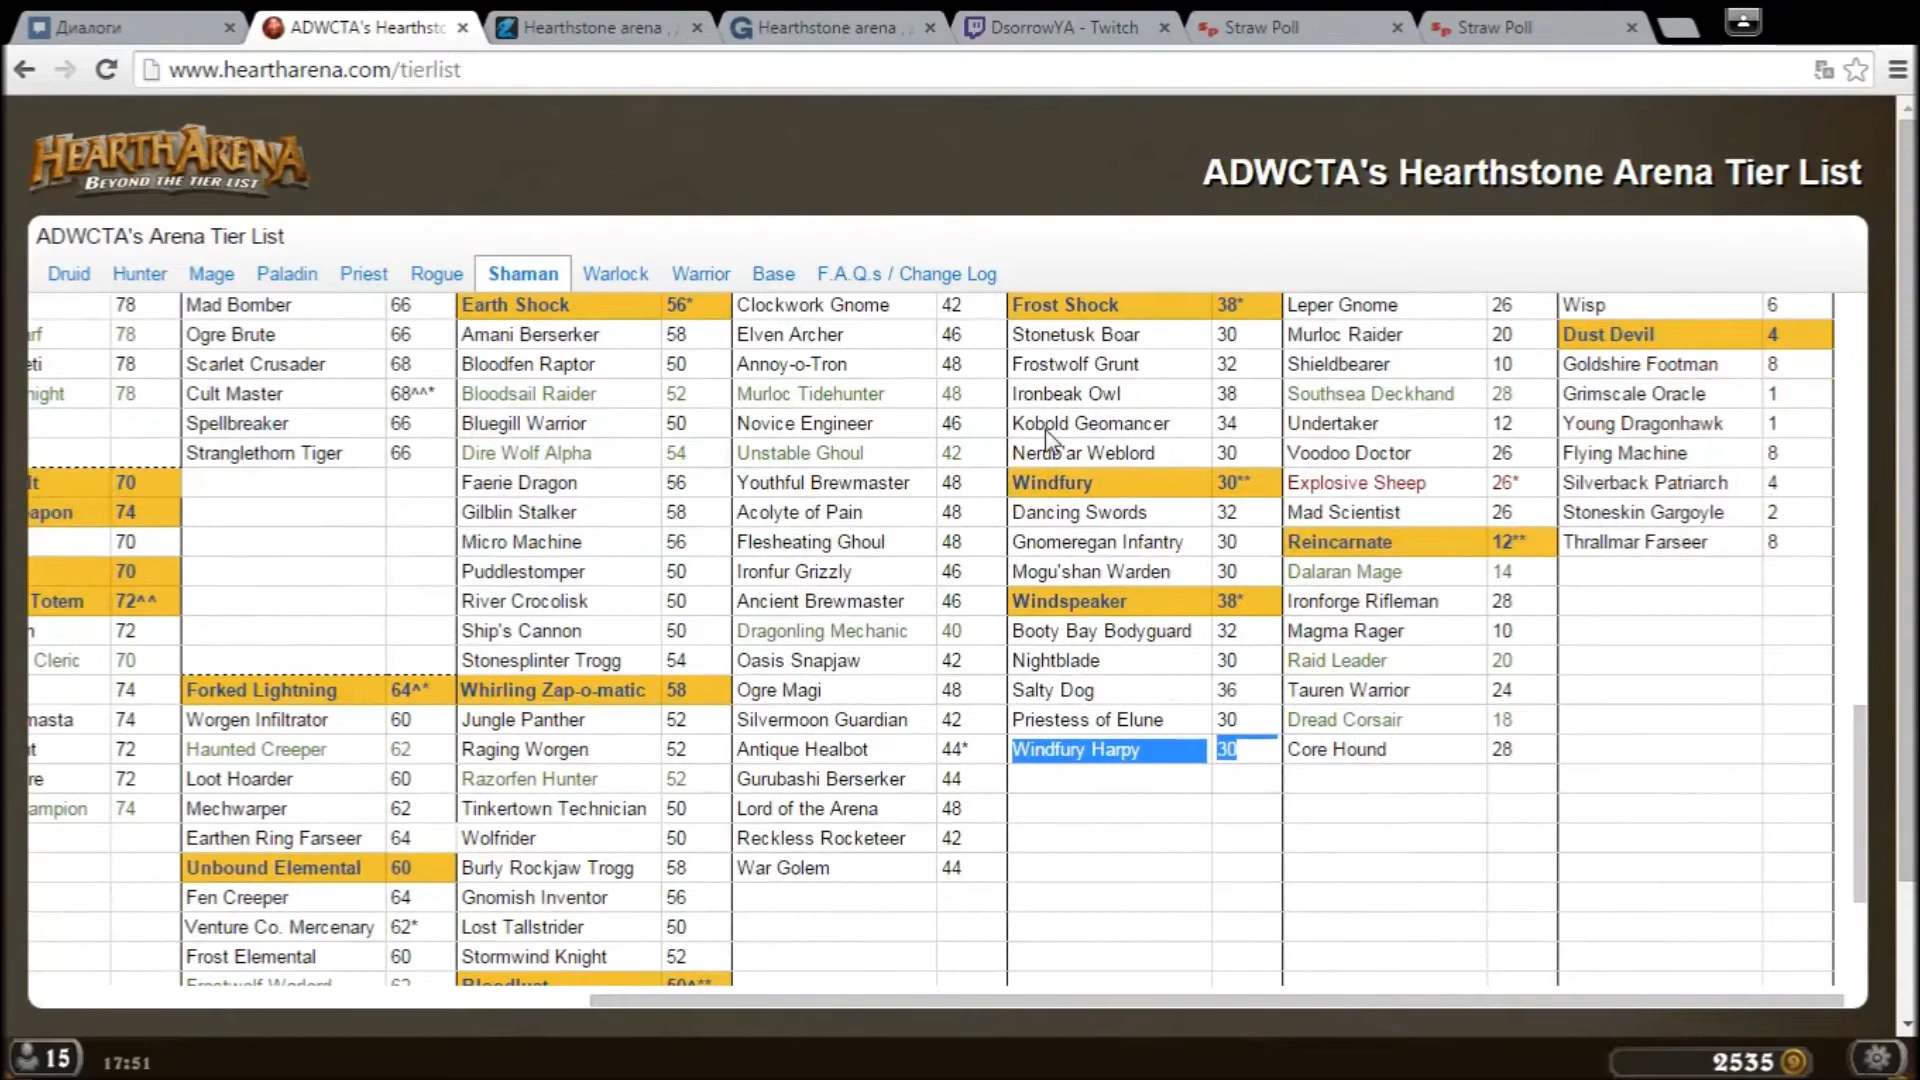 Диалоги
ADWCTA's Hearthstc
Hearthstone arena ,
Hearthstone arena ,
DsorrowYA - Twitch
Straw Poll
Straw Poll
www.heartharena.com/tierlist
HEARTHARENA
BEYOND THE TIER LIST
ADWCTA's Hearthstone Arena Tier List
ADWCTA's Arena Tier List
Druid Hunter Mage Paladin Priest Rogue Shaman Warlock Warrior Base F.A.Q.s / Change Log
78 Mad Bomber 66 Earth Shock 56* Clockwork Gnome 42 Frost Shock 38* Leper Gnome 26 Wisp 6
arf 78 Ogre Brute 66 Amani Berserker 58 Elven Archer 46 Stonetusk Boar 30 Murloc Raider 20 Dust Devil 4
eti 78 Scarlet Crusader 68 Bloodfen Raptor 50 Annoy-o-Tron 48 Frostwolf Grunt 32 Shieldbearer 10 Goldshire Footman 8
night 78 Cult Master 68^^* Bloodsail Raider 52 Murloc Tidehunter 48 Ironbeak Owl 38 Southsea Deckhand 28 Grimscale Oracle 1
Spellbreaker 66 Bluegill Warrior 50 Novice Engineer 46 Kobold Geomancer 34 Undertaker 12 Young Dragonhawk 1
Stranglethorn Tiger 66 Dire Wolf Alpha 54 Unstable Ghoul 42 Nerub'ar Weblord 30 Voodoo Doctor 26 Flying Machine 8
lt 70 Faerie Dragon 56 Youthful Brewmaster 48 Windfury 30** Explosive Sheep 26* Silverback Patriarch 4
eapon 74 Gilblin Stalker 58 Acolyte of Pain 48 Dancing Swords 32 Mad Scientist 26 Stoneskin Gargoyle 2
70 Micro Machine 56 Flesheating Ghoul 48 Gnomeregan Infantry 30 Reincarnate 12** Thrallmar Farseer 8
70 Puddlestomper 50 Ironfur Grizzly 46 Mogu'shan Warden 30 Dalaran Mage 14
Totem 72^^ River Crocolisk 50 Ancient Brewmaster 46 Windspeaker 38* Ironforge Rifleman 28
n 72 Ship's Cannon 50 Dragonling Mechanic 40 Booty Bay Bodyguard 32 Magma Rager 10
Cleric 70 Stonesplinter Trogg 54 Oasis Snapjaw 42 Nightblade 30 Raid Leader 20
74 Forked Lightning 64^* Whirling Zap-o-matic 58 Ogre Magi 48 Salty Dog 36 Tauren Warrior 24
masta 74 Worgen Infiltrator 60 Jungle Panther 52 Silvermoon Guardian 42 Priestess of Elune 30 Dread Corsair 18
nt 72 Haunted Creeper 62 Raging Worgen 52 Antique Healbot 44* Windfury Harpy 30 Core Hound 28
re 72 Loot Hoarder 60 Razorfen Hunter 52 Gurubashi Berserker 44
ampion 74 Mechwarper 62 Tinkertown Technician 50 Lord of the Arena 48
Earthen Ring Farseer 64 Wolfrider 50 Reckless Rocketeer 42
Unbound Elemental 60 Burly Rockjaw Trogg 58 War Golem 44
Fen Creeper 64 Gnomish Inventor 56
Venture Co. Mercenary 62* Lost Tallstrider 50
Frost Elemental 60 Stormwind Knight 52
Frostwolf Warlord 62 Bloodlust 50^**
15 17:51 2535